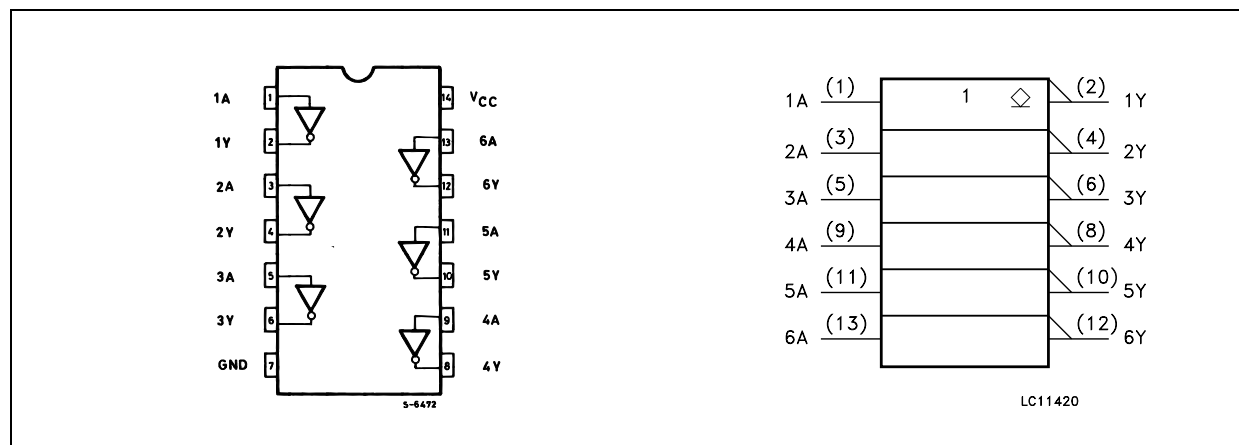 1A 1 14 VCC
1Y 2 13 6A
2A 3 12 6Y
2Y 4 11 5A
3A 5 10 5Y
3Y 6 9 4A
GND 7 8 4Y
S-6472
1A (1) 1 (2) 1Y
2A (3) (4) 2Y
3A (5) (6) 3Y
4A (9) (8) 4Y
5A (11) (10) 5Y
6A (13) (12) 6Y
LC11420